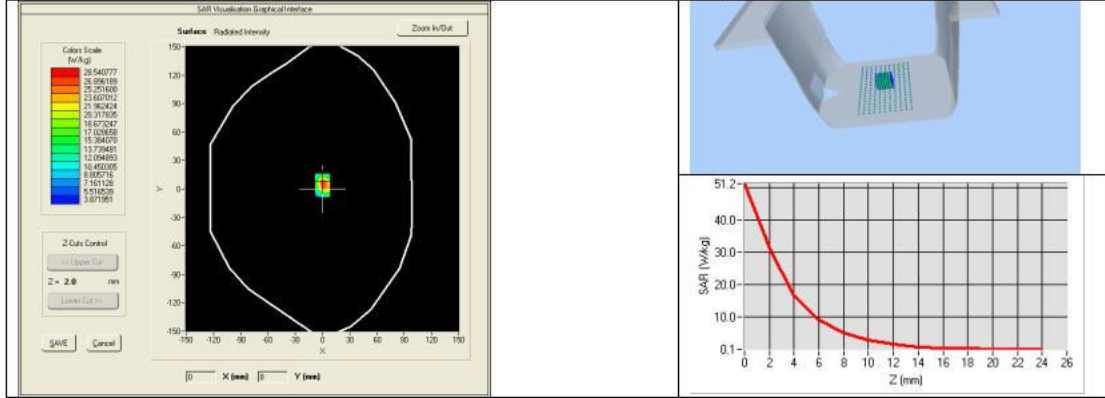 SAR Visualisation Graphical Interface
Surface Radiated Intensity
Zoom In/Out
Colors Scale
(W/kg)
28.540777
26.896189
25.251600
23.607012
21.962424
20.317835
18.673247
17.028658
15.384070
13.739481
12.094893
10.450305
8.805716
7.161128
5.516539
3.871951
150
120
90
60
30
0
-30
-60
-90
-120
-150
Y
-150 -120 -90 -60 -30 0 30 60 90 120 150
X
Z-Cuts Control
<< Upper Cut
Z = 2.0 mm
Lower Cut >>
SAVE Cancel
0 X (mm) 0 Y (mm)
51.2
40.0
30.0
20.0
10.0
0.1
SAR (W/kg)
0 2 4 6 8 10 12 14 16 18 20 22 24 26
Z (mm)